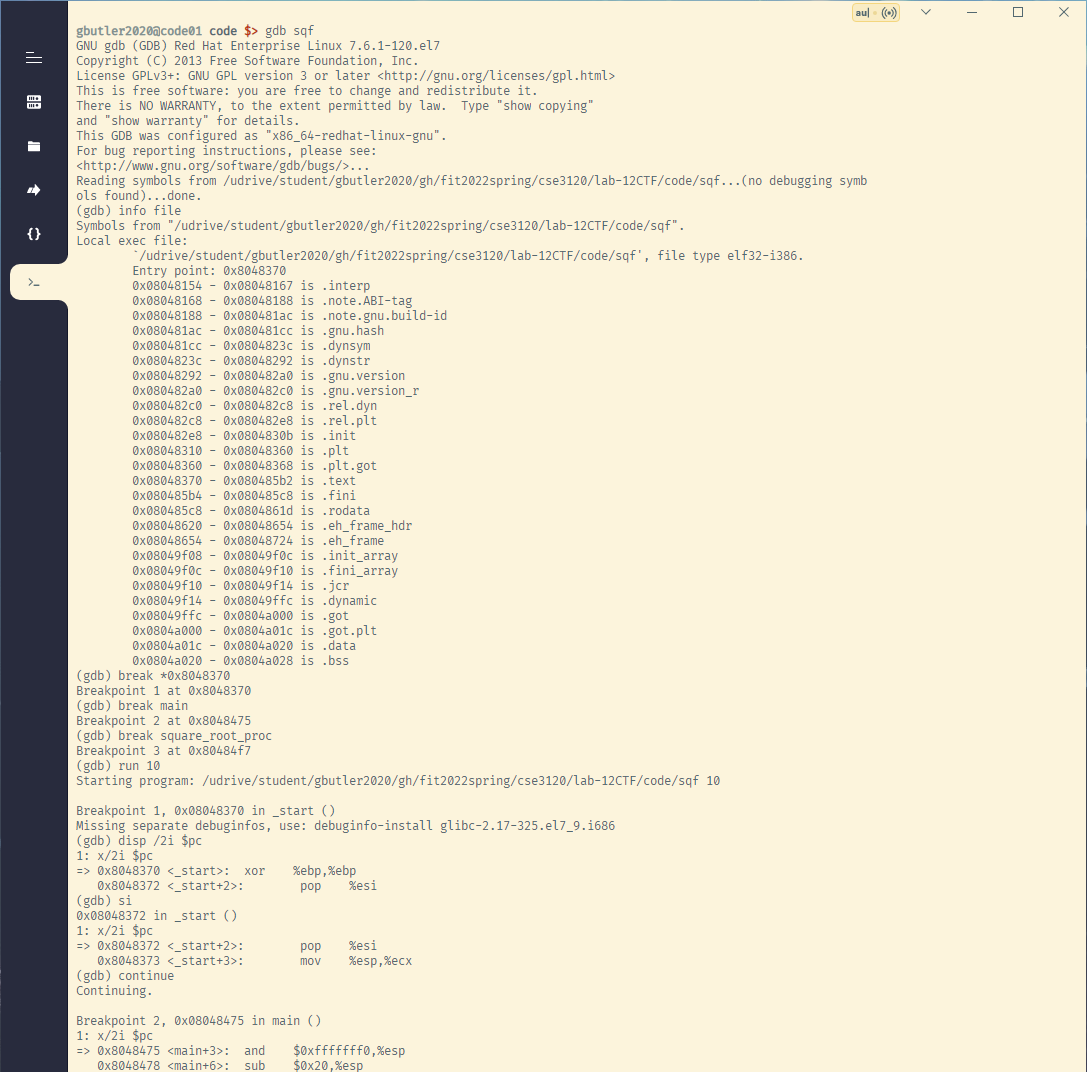 au| · ((•))
gbutler2020@code01 code $> gdb sqf
GNU gdb (GDB) Red Hat Enterprise Linux 7.6.1-120.el7
Copyright (C) 2013 Free Software Foundation, Inc.
License GPLv3+: GNU GPL version 3 or later <http://gnu.org/licenses/gpl.html>
This is free software: you are free to change and redistribute it.
There is NO WARRANTY, to the extent permitted by law.  Type "show copying"
and "show warranty" for details.
This GDB was configured as "x86_64-redhat-linux-gnu".
For bug reporting instructions, please see:
<http://www.gnu.org/software/gdb/bugs/>...
Reading symbols from /udrive/student/gbutler2020/gh/fit2022spring/cse3120/lab-12CTF/code/sqf...(no debugging symb
ols found)...done.
(gdb) info file
Symbols from "/udrive/student/gbutler2020/gh/fit2022spring/cse3120/lab-12CTF/code/sqf".
Local exec file:
        `/udrive/student/gbutler2020/gh/fit2022spring/cse3120/lab-12CTF/code/sqf', file type elf32-i386.
        Entry point: 0x8048370
        0x08048154 - 0x08048167 is .interp
        0x08048168 - 0x08048188 is .note.ABI-tag
        0x08048188 - 0x080481ac is .note.gnu.build-id
        0x080481ac - 0x080481cc is .gnu.hash
        0x080481cc - 0x0804823c is .dynsym
        0x0804823c - 0x08048292 is .dynstr
        0x08048292 - 0x080482a0 is .gnu.version
        0x080482a0 - 0x080482c0 is .gnu.version_r
        0x080482c0 - 0x080482c8 is .rel.dyn
        0x080482c8 - 0x080482e8 is .rel.plt
        0x080482e8 - 0x0804830b is .init
        0x08048310 - 0x08048360 is .plt
        0x08048360 - 0x08048368 is .plt.got
        0x08048370 - 0x080485b2 is .text
        0x080485b4 - 0x080485c8 is .fini
        0x080485c8 - 0x0804861d is .rodata
        0x08048620 - 0x08048654 is .eh_frame_hdr
        0x08048654 - 0x08048724 is .eh_frame
        0x08049f08 - 0x08049f0c is .init_array
        0x08049f0c - 0x08049f10 is .fini_array
        0x08049f10 - 0x08049f14 is .jcr
        0x08049f14 - 0x08049ffc is .dynamic
        0x08049ffc - 0x0804a000 is .got
        0x0804a000 - 0x0804a01c is .got.plt
        0x0804a01c - 0x0804a020 is .data
        0x0804a020 - 0x0804a028 is .bss
(gdb) break *0x8048370
Breakpoint 1 at 0x8048370
(gdb) break main
Breakpoint 2 at 0x8048475
(gdb) break square_root_proc
Breakpoint 3 at 0x80484f7
(gdb) run 10
Starting program: /udrive/student/gbutler2020/gh/fit2022spring/cse3120/lab-12CTF/code/sqf 10

Breakpoint 1, 0x08048370 in _start ()
Missing separate debuginfos, use: debuginfo-install glibc-2.17-325.el7_9.i686
(gdb) disp /2i $pc
1: x/2i $pc
=> 0x8048370 <_start>:  xor    %ebp,%ebp
   0x8048372 <_start+2>:        pop    %esi
(gdb) si
0x08048372 in _start ()
1: x/2i $pc
=> 0x8048372 <_start+2>:        pop    %esi
   0x8048373 <_start+3>:        mov    %esp,%ecx
(gdb) continue
Continuing.

Breakpoint 2, 0x08048475 in main ()
1: x/2i $pc
=> 0x8048475 <main+3>:  and    $0xfffffff0,%esp
   0x8048478 <main+6>:  sub    $0x20,%esp